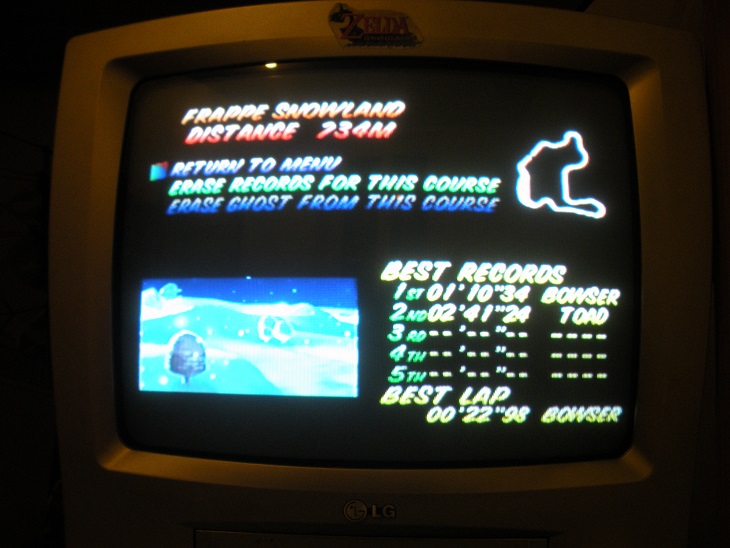 ZELDA
FRAPPE SNOWLAND
DISTANCE 734M
RETURN TO MENU
ERASE RECORDS FOR THIS COURSE
ERASE GHOST FROM THIS COURSE
BEST RECORDS
1ST 01'10"34 BOWSER
2ND 02'41"24 TOAD
3RD --'--"-- ----
4TH --'--"-- ----
5TH --'--"-- ----
BEST LAP
00'22"98 BOWSER
LG